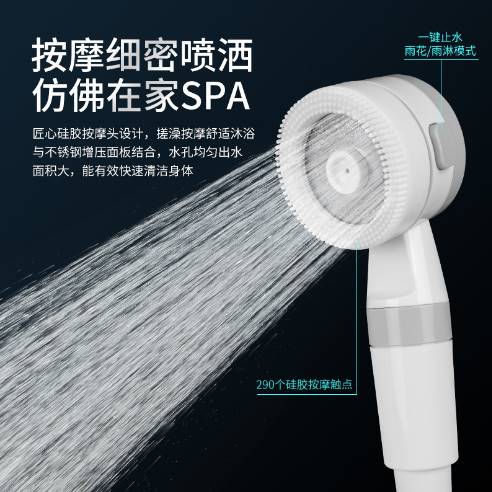 按摩细密喷洒
仿佛在家SPA
匠心硅胶按摩头设计，搓澡按摩舒适沐浴
与不锈钢增压面板结合，水孔均匀出水
面积大，能有效快速清洁身体
一键止水
雨花/雨淋模式
290个硅胶按摩触点